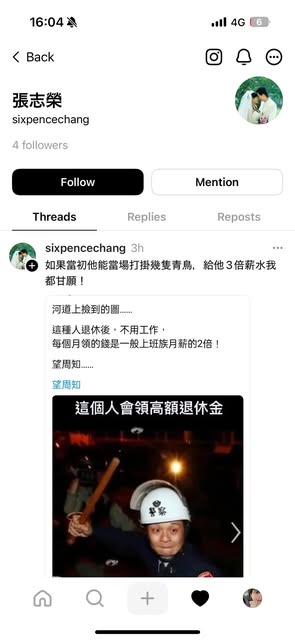 16:04
4G
6
Back
張志榮
sixpencechang
4 followers
Follow
Mention
Threads
Replies
Reposts
sixpencechang 3h
如果當初他能當場打掛幾隻青鳥，給他３倍薪水我
都甘願！
河道上撿到的圖......
這種人退休後，不用工作，
每個月領的錢是一般上班族月薪的2倍！
望周知......
望周知
這個人會領高額退休金
警察